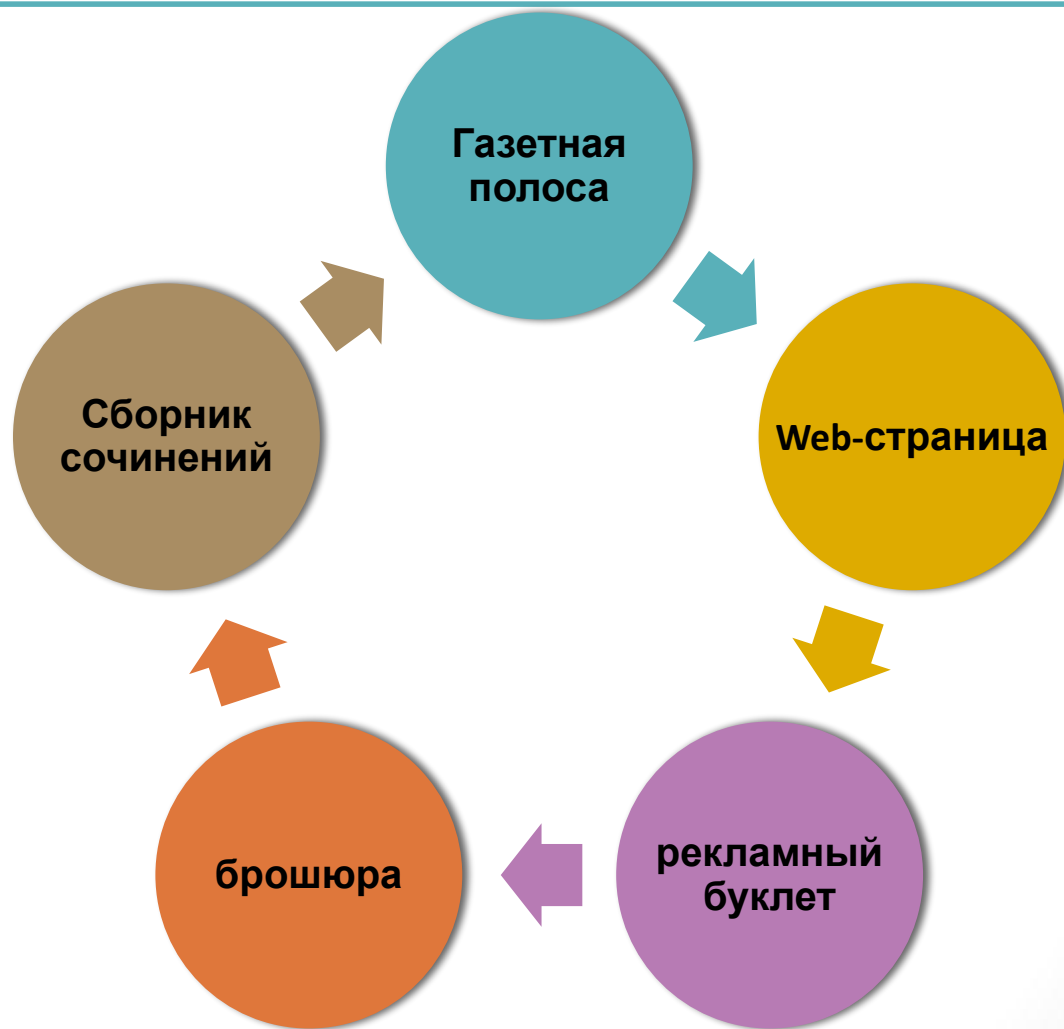 Газетная
полоса
Web-страница
рекламный
буклет
брошюра
Сборник
сочинений